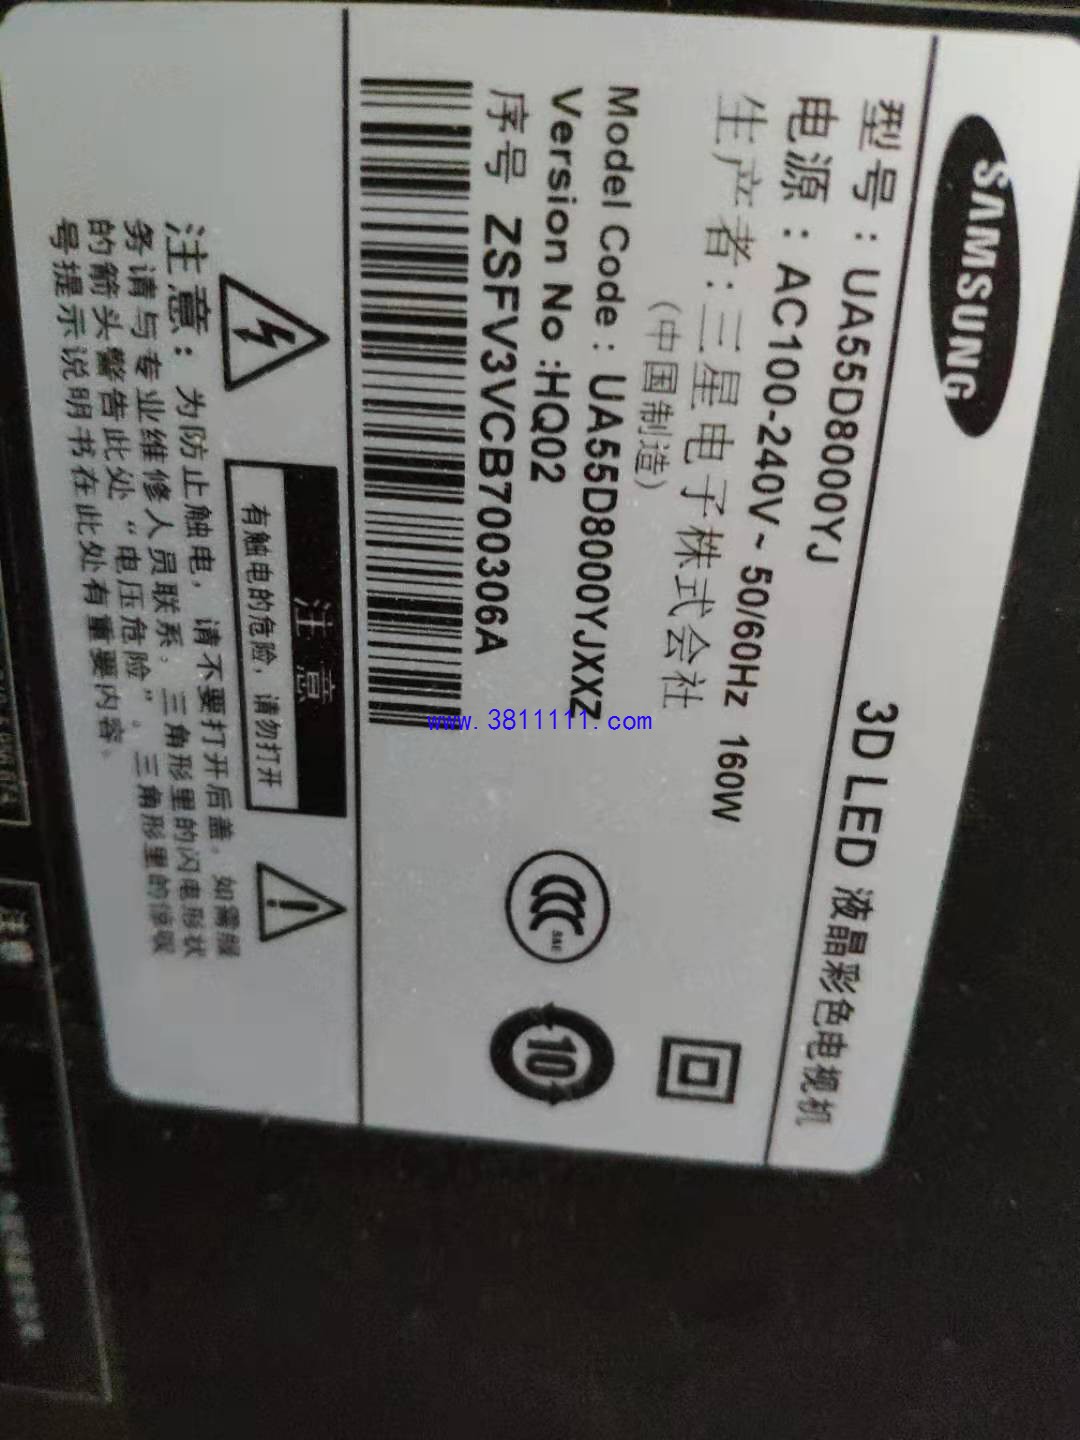 SAMSUNG
3D LED 液晶彩色电视机
型号：UA55D8000YJ
电源：AC100-240V~ 50/60Hz 160W
生产者：三星电子株式会社
（中国制造）
Model Code : UA55D8000YJXXZ
Version No :HQ02
序号 ZSFV3VCB700306A
www.3811111.com
S&E
10
注意
有触电的危险，请勿打开
注意：为防止触电，请不要打开后盖。如需服
务请与专业维修人员联系，三角形里的闪电形状
的箭头警告此处“电压危险”。三角形里的惊叹
号提示说明书在此处有重要内容。